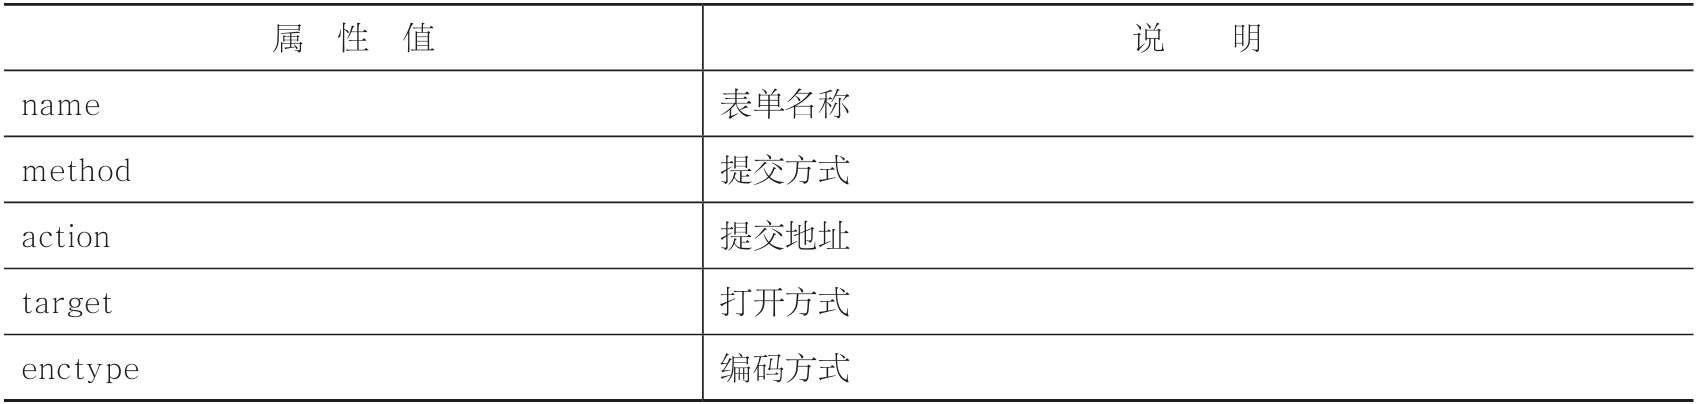 属 性 值 说 明
name 表单名称
method 提交方式
action 提交地址
target 打开方式
enctype 编码方式